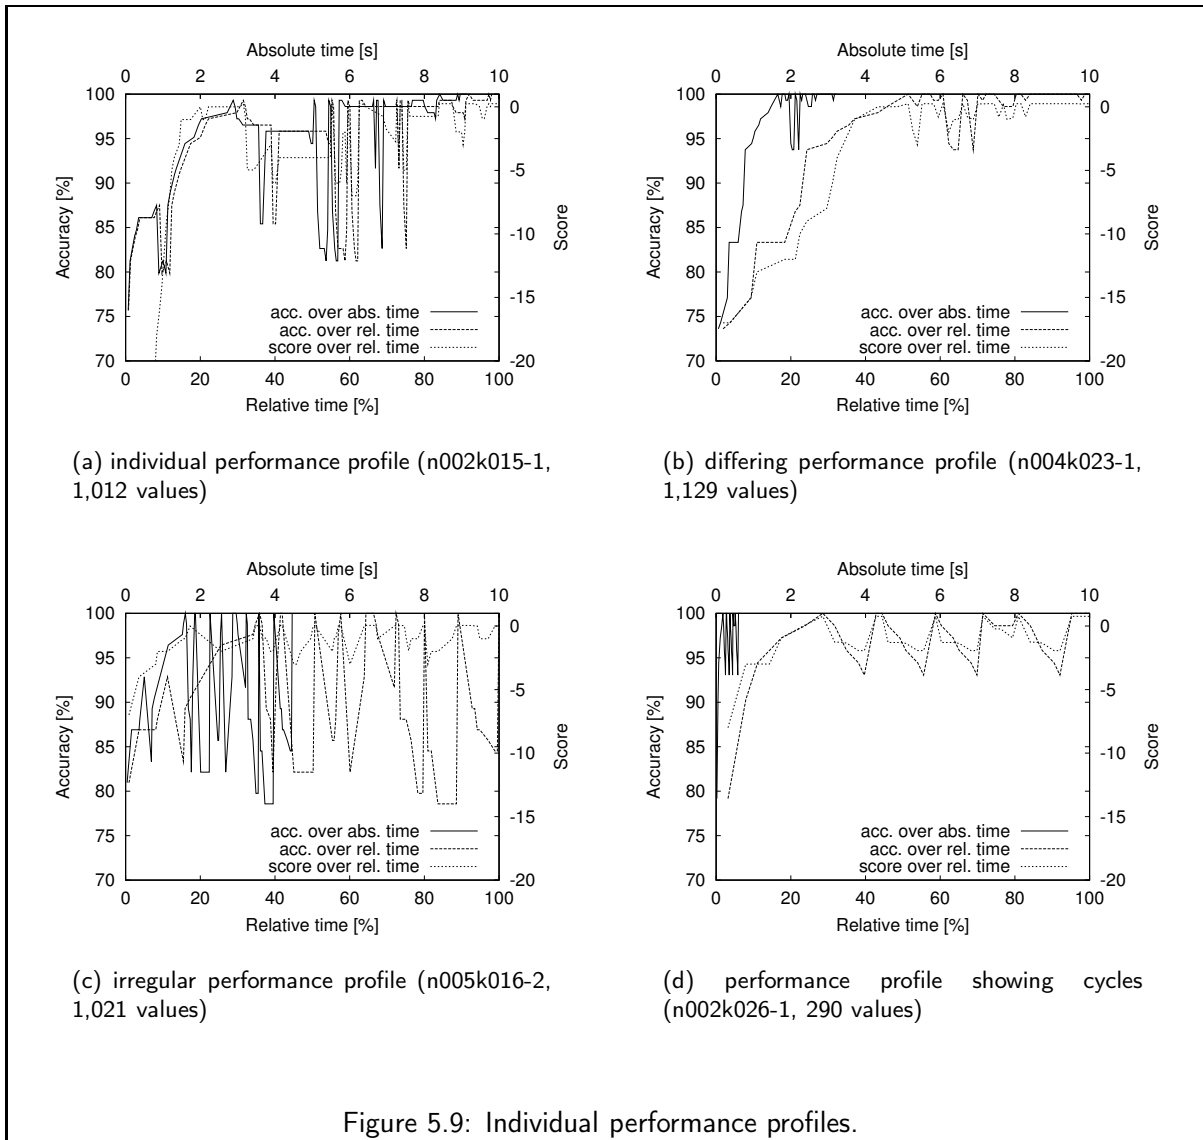 Absolute time [s]
0 2 4 6 8 10
100
95
90
85
80
75
70
Accuracy [%]
0
-5
-10
-15
-20
Score
acc. over abs. time
acc. over rel. time
score over rel. time
0 20 40 60 80 100
Relative time [%]
(a) individual performance profile (n002k015-1,
1,012 values)
Absolute time [s]
0 2 4 6 8 10
100
95
90
85
80
75
70
Accuracy [%]
0
-5
-10
-15
-20
Score
acc. over abs. time
acc. over rel. time
score over rel. time
0 20 40 60 80 100
Relative time [%]
(b) differing performance profile (n004k023-1,
1,129 values)
Absolute time [s]
0 2 4 6 8 10
100
95
90
85
80
75
70
Accuracy [%]
0
-5
-10
-15
-20
Score
acc. over abs. time
acc. over rel. time
score over rel. time
0 20 40 60 80 100
Relative time [%]
(c) irregular performance profile (n005k016-2,
1,021 values)
Absolute time [s]
0 2 4 6 8 10
100
95
90
85
80
75
70
Accuracy [%]
0
-5
-10
-15
-20
Score
acc. over abs. time
acc. over rel. time
score over rel. time
0 20 40 60 80 100
Relative time [%]
(d) performance profile showing cycles
(n002k026-1, 290 values)
Figure 5.9: Individual performance profiles.